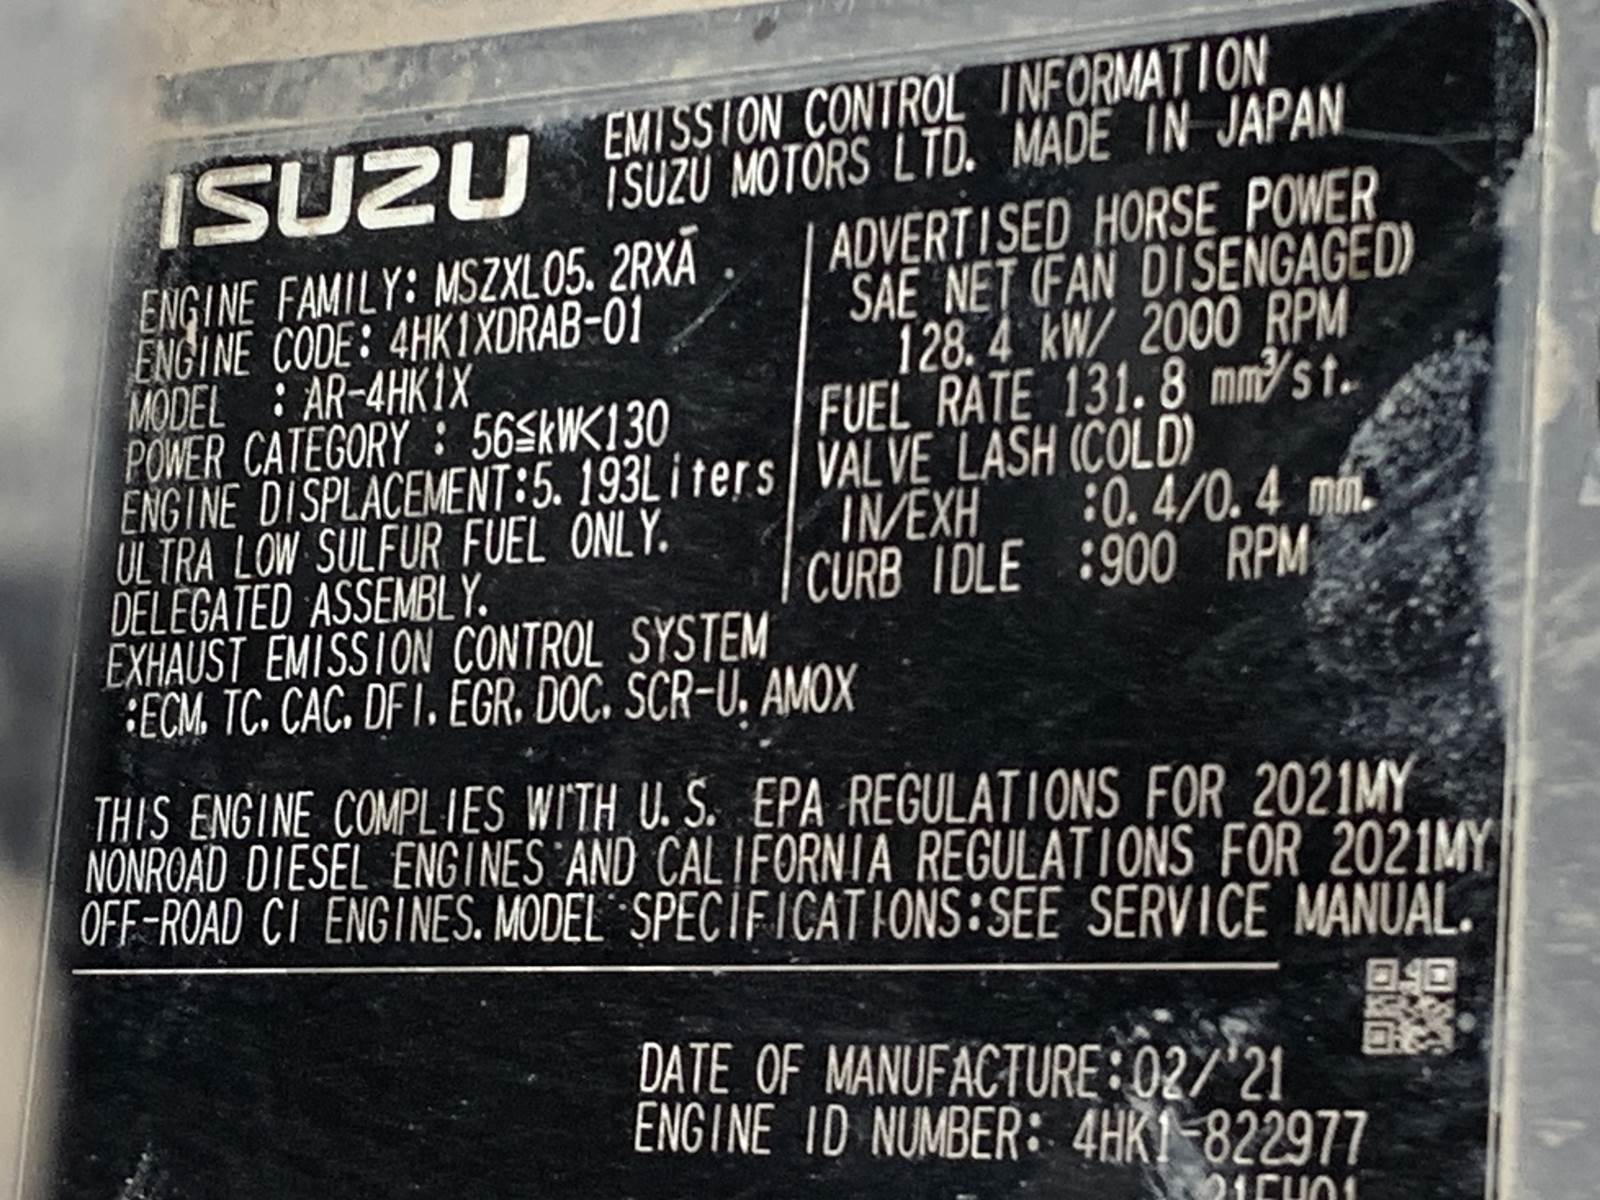 ISUZU
EMISSION CONTROL INFORMATION
ISUZU MOTORS LTD. MADE IN JAPAN
ENGINE FAMILY: MSZXL05. 2RXĀ
ENGINE CODE: 4HK1XDRAB-01
MODEL : AR-4HK1X
POWER CATEGORY : 56≦kW<130
ENGINE DISPLACEMENT:5. 193Liters
ULTRA LOW SULFUR FUEL ONLY.
DELEGATED ASSEMBLY.
EXHAUST EMISSION CONTROL SYSTEM
:ECM, TC, CAC, DFI, EGR, DOC, SCR-U, AMOX
ADVERTISED HORSE POWER
SAE NET (FAN DISENGAGED)
128.4 kW/ 2000 RPM
FUEL RATE 131.8 mm³/st.
VALVE LASH (COLD)
IN/EXH :0.4/0.4 mm.
CURB IDLE :900 RPM
THIS ENGINE COMPLIES WITH U.S. EPA REGULATIONS FOR 2021MY
NONROAD DIESEL ENGINES AND CALIFORNIA REGULATIONS FOR 2021MY
OFF-ROAD CI ENGINES. MODEL SPECIFICATIONS:SEE SERVICE MANUAL.
DATE OF MANUFACTURE:02/'21
ENGINE ID NUMBER: 4HK1-822977